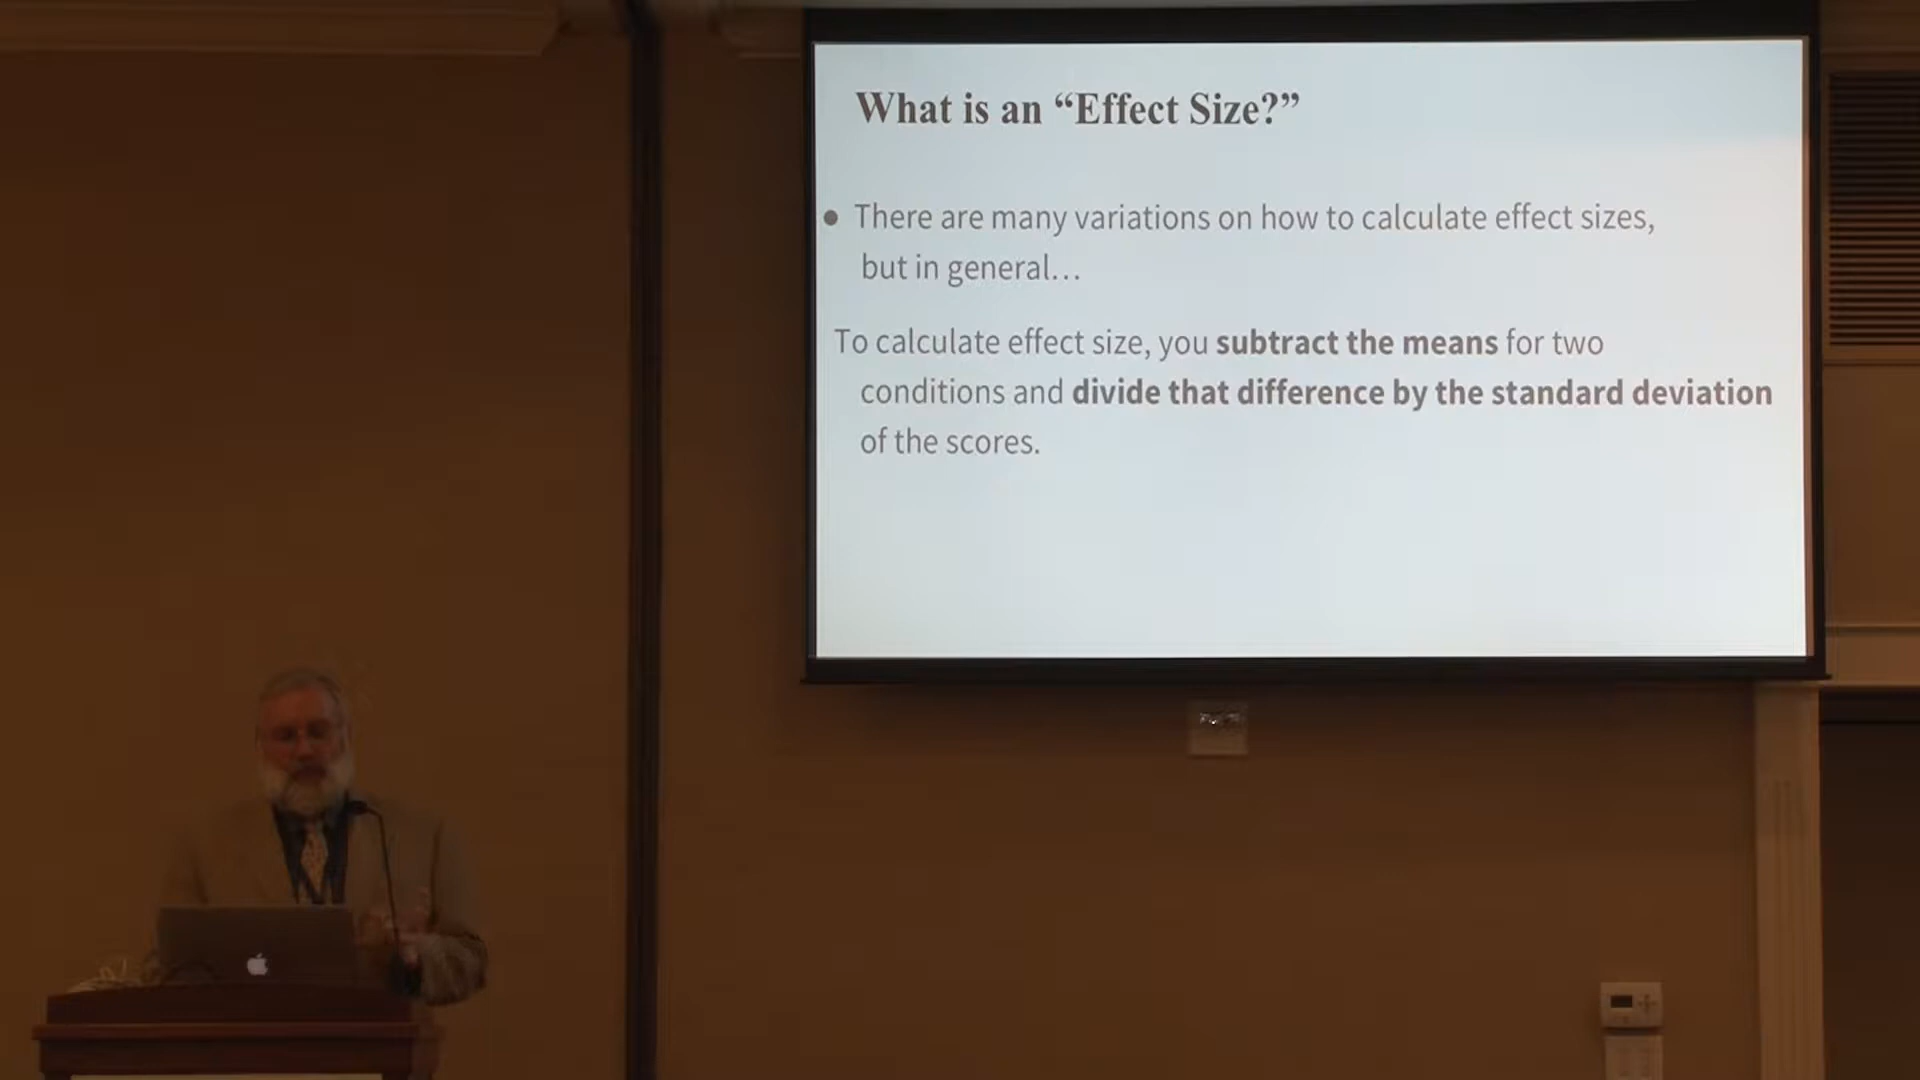 What is an “Effect Size?”
● There are many variations on how to calculate effect sizes,
but in general…
To calculate effect size, you subtract the means for two
conditions and divide that difference by the standard deviation
of the scores.